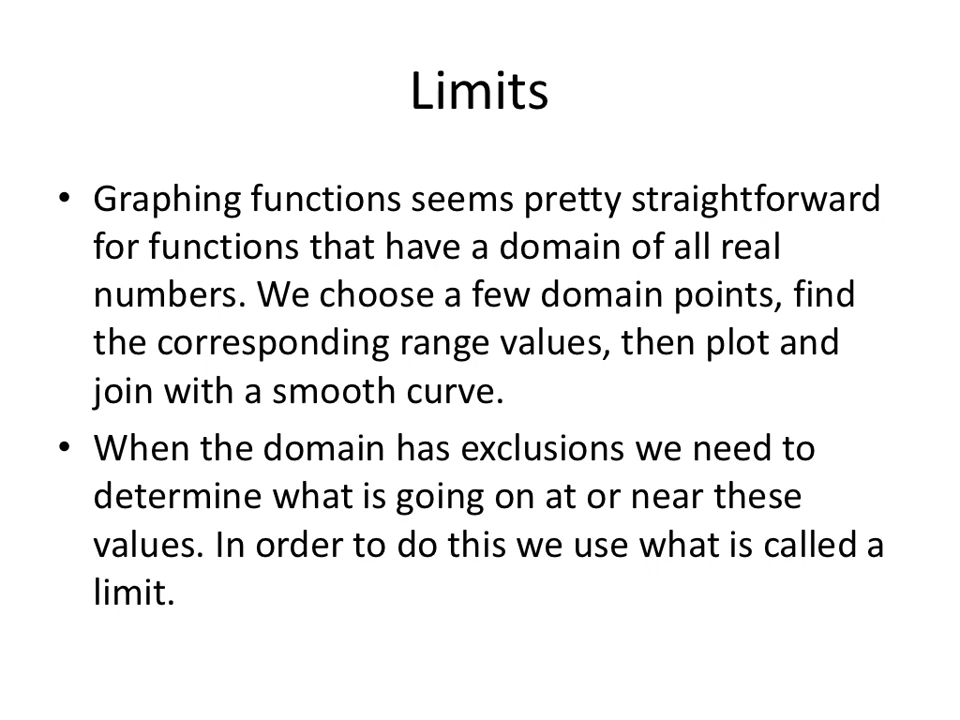 Limits
• Graphing functions seems pretty straightforward
for functions that have a domain of all real
numbers. We choose a few domain points, find
the corresponding range values, then plot and
join with a smooth curve.
• When the domain has exclusions we need to
determine what is going on at or near these
values. In order to do this we use what is called a
limit.